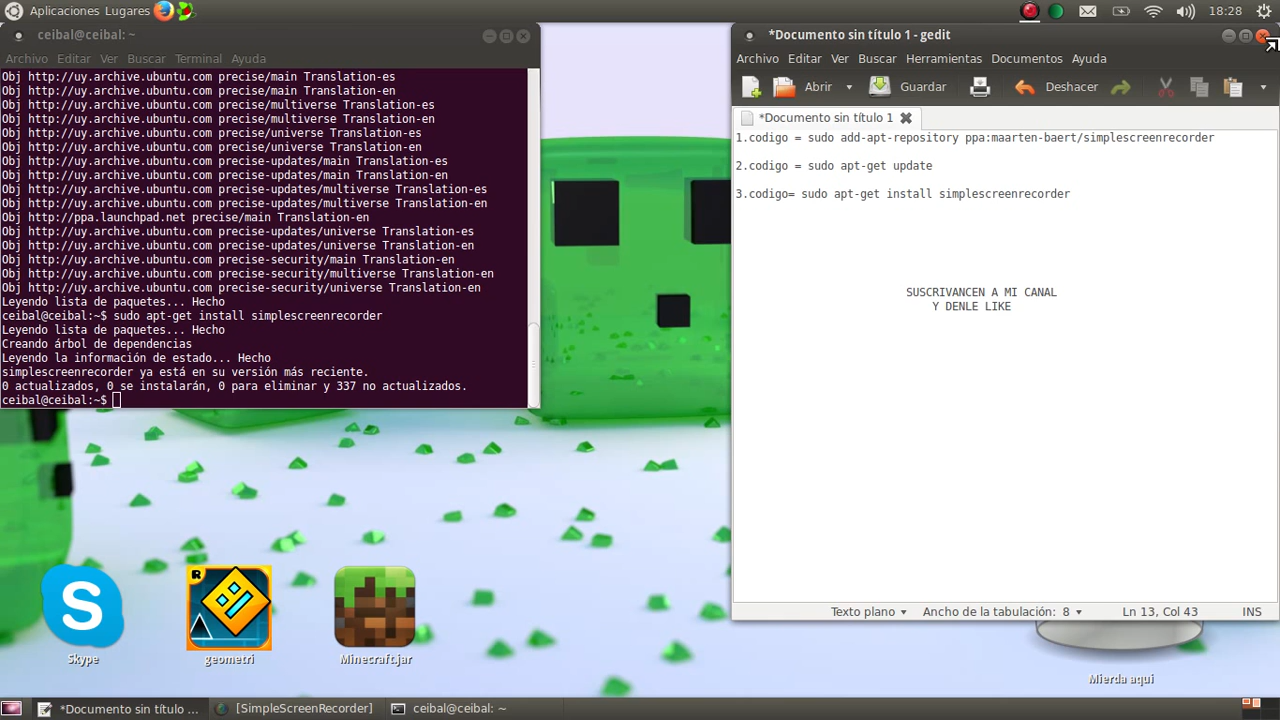 Aplicaciones Lugares
18:28
ceibal@ceibal: ~
Archivo Editar Ver Buscar Terminal Ayuda
Obj http://uy.archive.ubuntu.com precise/main Translation-es
Obj http://uy.archive.ubuntu.com precise/main Translation-en
Obj http://uy.archive.ubuntu.com precise/multiverse Translation-es
Obj http://uy.archive.ubuntu.com precise/multiverse Translation-en
Obj http://uy.archive.ubuntu.com precise/universe Translation-es
Obj http://uy.archive.ubuntu.com precise/universe Translation-en
Obj http://uy.archive.ubuntu.com precise-updates/main Translation-es
Obj http://uy.archive.ubuntu.com precise-updates/main Translation-en
Obj http://uy.archive.ubuntu.com precise-updates/multiverse Translation-es
Obj http://uy.archive.ubuntu.com precise-updates/multiverse Translation-en
Obj http://ppa.launchpad.net precise/main Translation-en
Obj http://uy.archive.ubuntu.com precise-updates/universe Translation-es
Obj http://uy.archive.ubuntu.com precise-updates/universe Translation-en
Obj http://uy.archive.ubuntu.com precise-security/main Translation-en
Obj http://uy.archive.ubuntu.com precise-security/multiverse Translation-en
Obj http://uy.archive.ubuntu.com precise-security/universe Translation-en
Leyendo lista de paquetes... Hecho
ceibal@ceibal:~$ sudo apt-get install simplescreenrecorder
Leyendo lista de paquetes... Hecho
Creando árbol de dependencias
Leyendo la información de estado... Hecho
simplescreenrecorder ya está en su versión más reciente.
0 actualizados, 0 se instalarán, 0 para eliminar y 337 no actualizados.
ceibal@ceibal:~$
*Documento sin título 1 - gedit
Archivo Editar Ver Buscar Herramientas Documentos Ayuda
Abrir Guardar Deshacer
*Documento sin título 1
1.codigo = sudo add-apt-repository ppa:maarten-baert/simplescreenrecorder
2.codigo = sudo apt-get update
3.codigo= sudo apt-get install simplescreenrecorder
SUSCRIVANCEN A MI CANAL
Y DENLE LIKE
Texto plano Ancho de la tabulación: 8 Ln 13, Col 43 INS
S
R
Skype
geometri
Minecraft.jar
Mierda aqui
*Documento sin título ...
[SimpleScreenRecorder]
ceibal@ceibal: ~